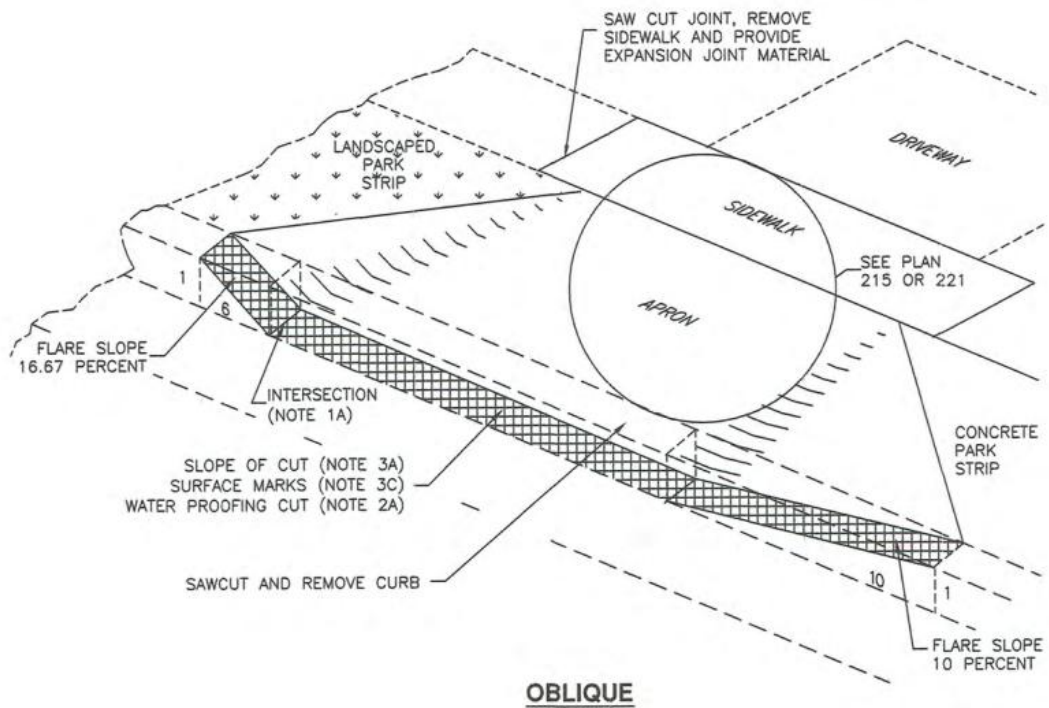 SAW CUT JOINT, REMOVE
SIDEWALK AND PROVIDE
EXPANSION JOINT MATERIAL
LANDSCAPED
PARK
STRIP
DRIVEWAY
SIDEWALK
SEE PLAN
215 OR 221
APRON
1
6
FLARE SLOPE
16.67 PERCENT
INTERSECTION
(NOTE 1A)
CONCRETE
PARK
STRIP
SLOPE OF CUT (NOTE 3A)
SURFACE MARKS (NOTE 3C)
WATER PROOFING CUT (NOTE 2A)
SAWCUT AND REMOVE CURB
10
1
FLARE SLOPE
10 PERCENT
OBLIQUE